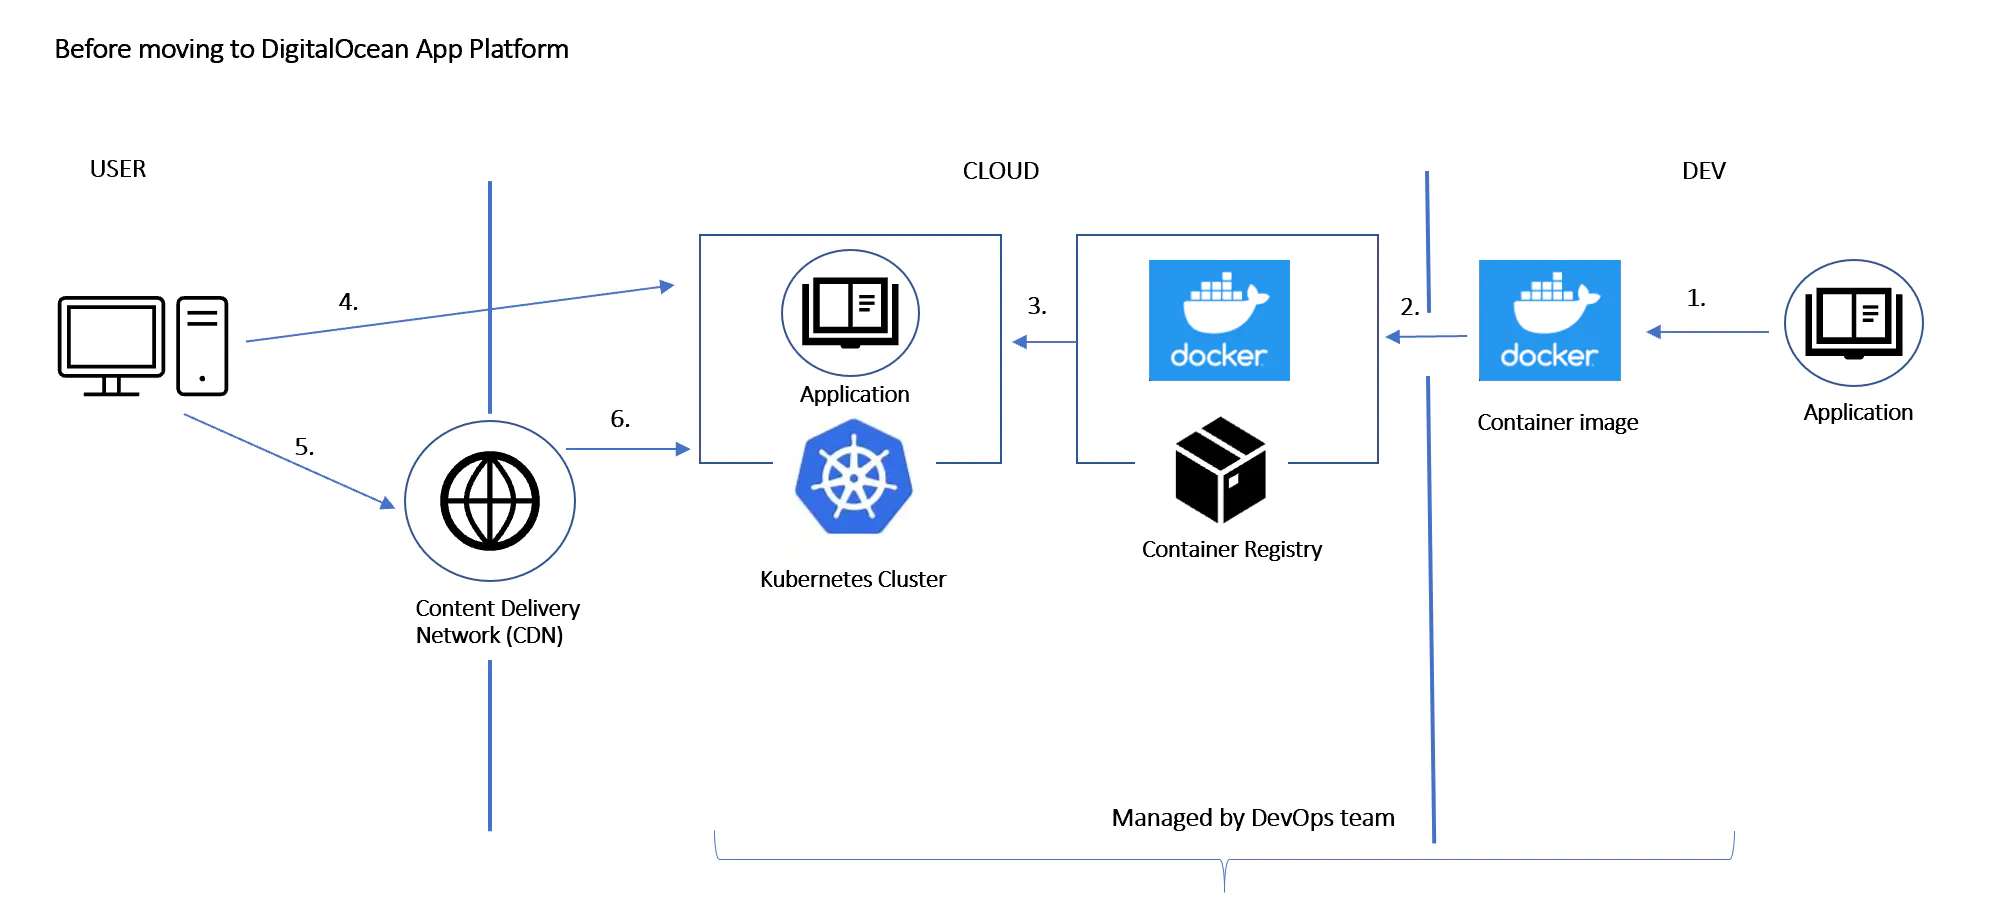 Before moving to DigitalOcean App Platform
USER
CLOUD
DEV
4.
3.
2.
1.
docker
docker
Application
Application
Container image
5.
6.
Container Registry
Kubernetes Cluster
Content Delivery
Network (CDN)
Managed by DevOps team